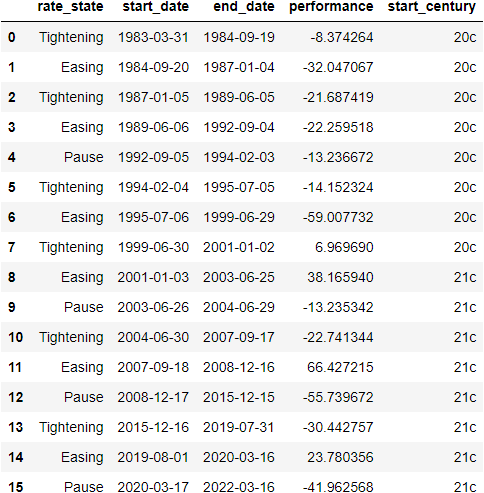 rate_state start_date end_date performance start_century
0 Tightening 1983-03-31 1984-09-19 -8.374264 20c
1 Easing 1984-09-20 1987-01-04 -32.047067 20c
2 Tightening 1987-01-05 1989-06-05 -21.687419 20c
3 Easing 1989-06-06 1992-09-04 -22.259518 20c
4 Pause 1992-09-05 1994-02-03 -13.236672 20c
5 Tightening 1994-02-04 1995-07-05 -14.152324 20c
6 Easing 1995-07-06 1999-06-29 -59.007732 20c
7 Tightening 1999-06-30 2001-01-02 6.969690 20c
8 Easing 2001-01-03 2003-06-25 38.165940 21c
9 Pause 2003-06-26 2004-06-29 -13.235342 21c
10 Tightening 2004-06-30 2007-09-17 -22.741344 21c
11 Easing 2007-09-18 2008-12-16 66.427215 21c
12 Pause 2008-12-17 2015-12-15 -55.739672 21c
13 Tightening 2015-12-16 2019-07-31 -30.442757 21c
14 Easing 2019-08-01 2020-03-16 23.780356 21c
15 Pause 2020-03-17 2022-03-16 -41.962568 21c